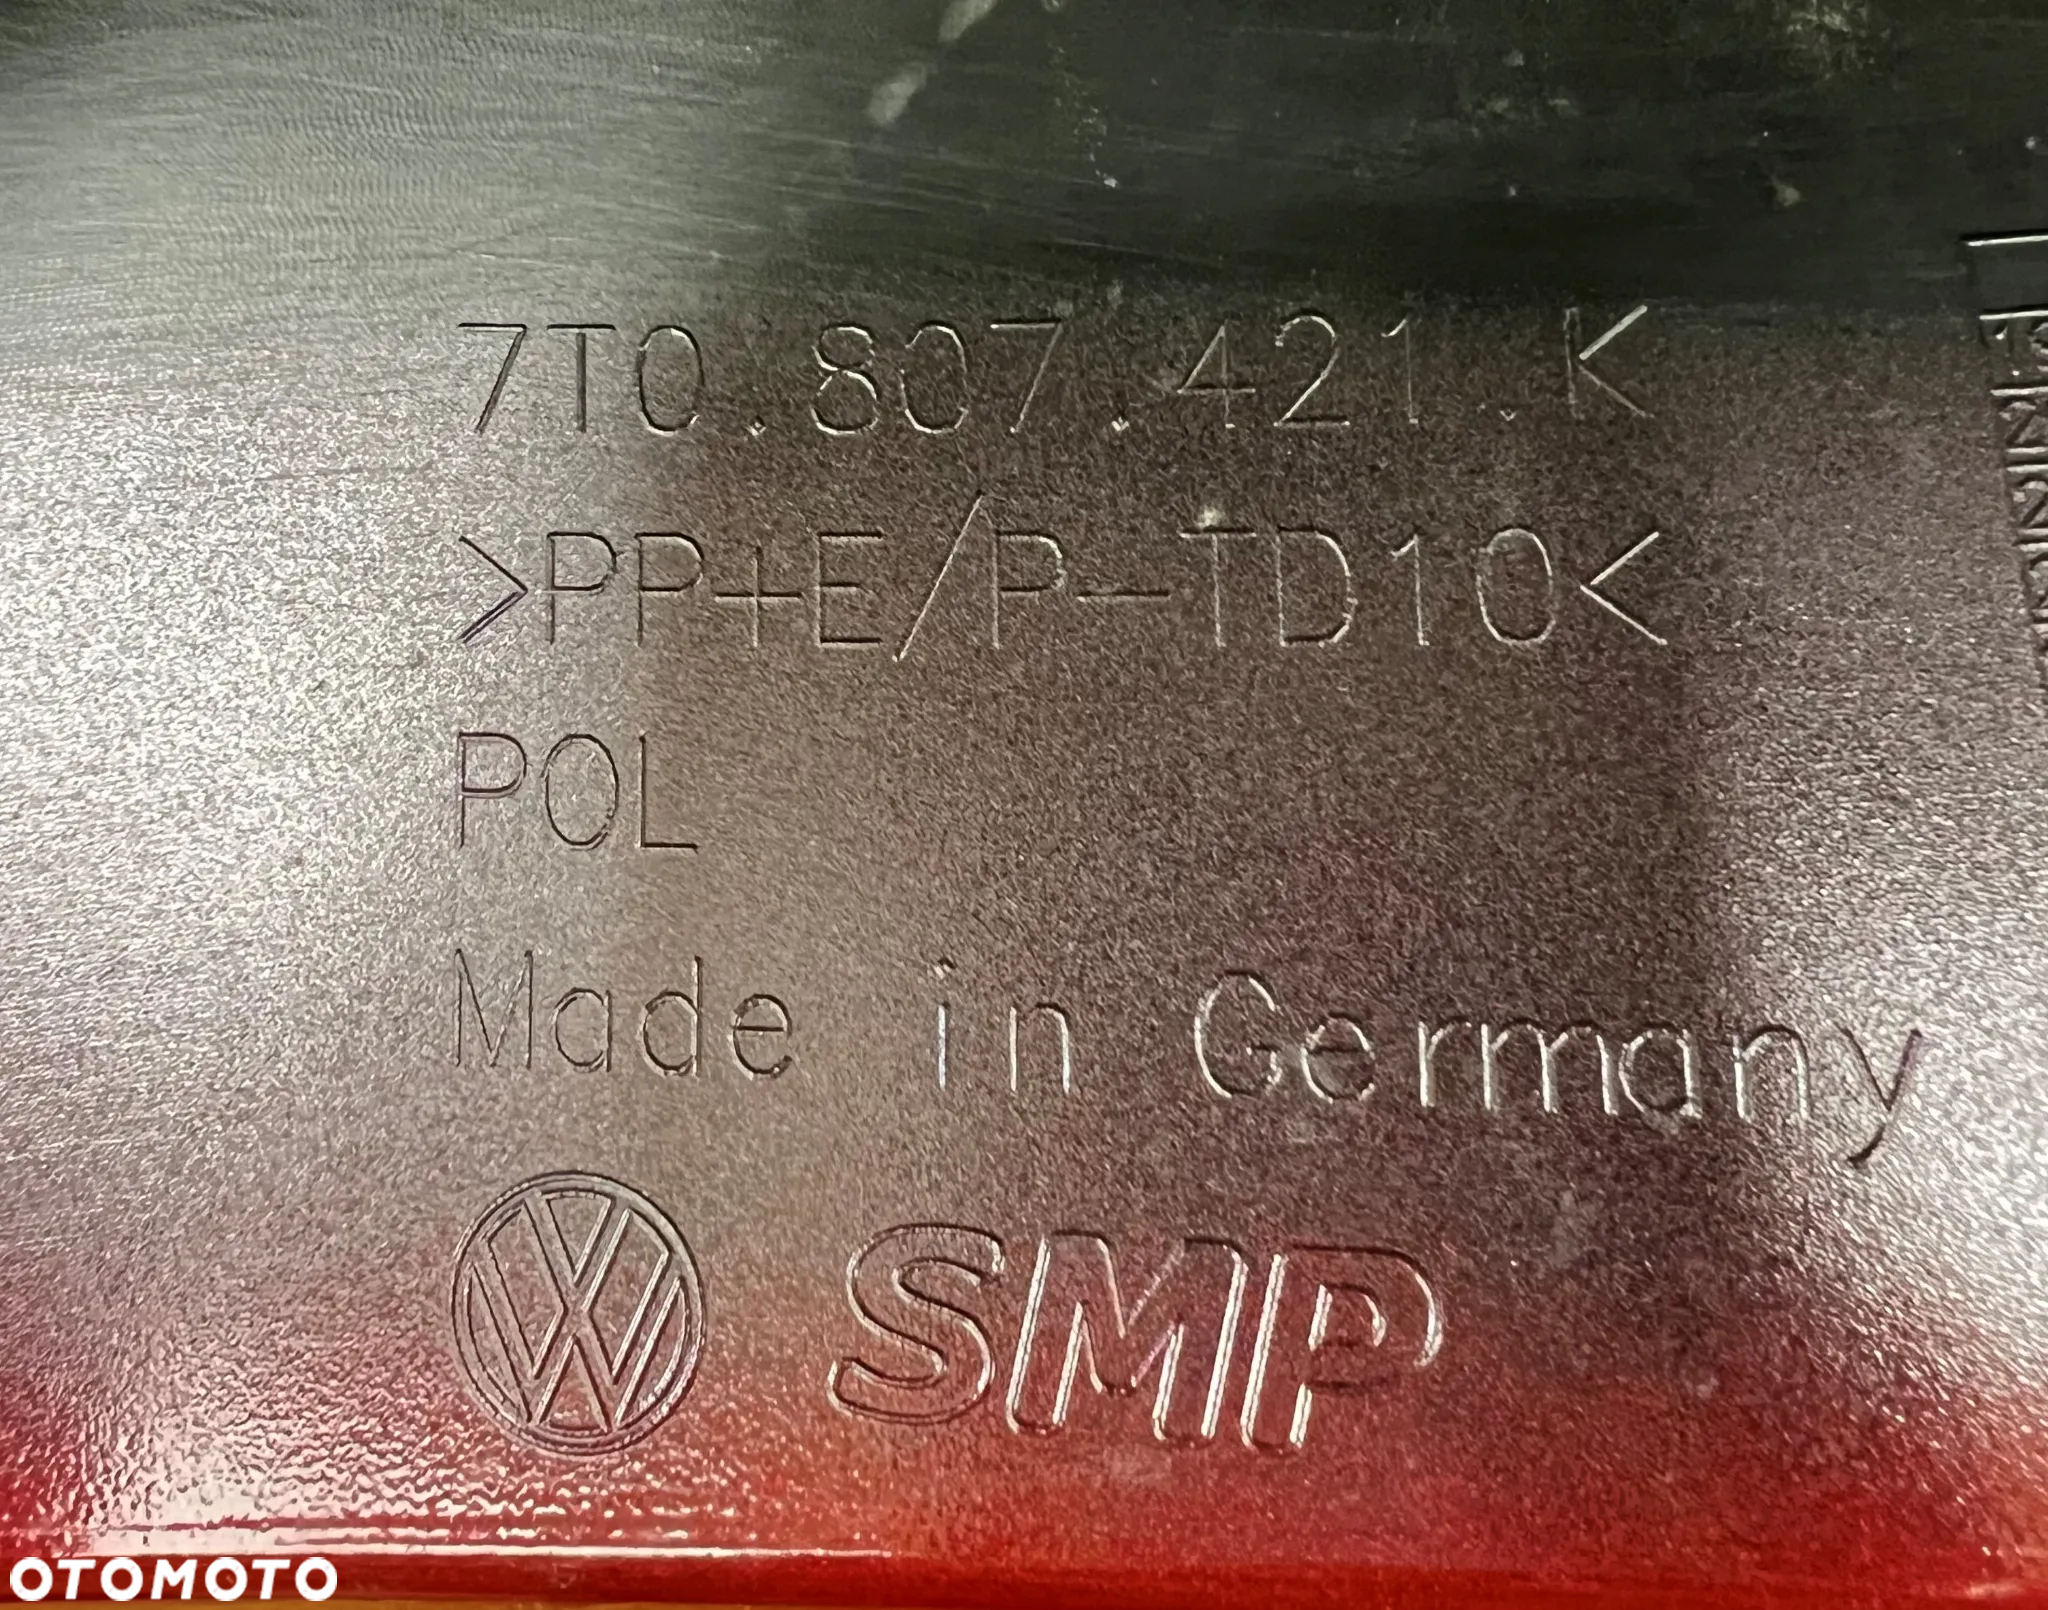 7T0.807.421.K
>PP+E/P-TD10<
POL
Made in Germany
SMP
OTOMOTO